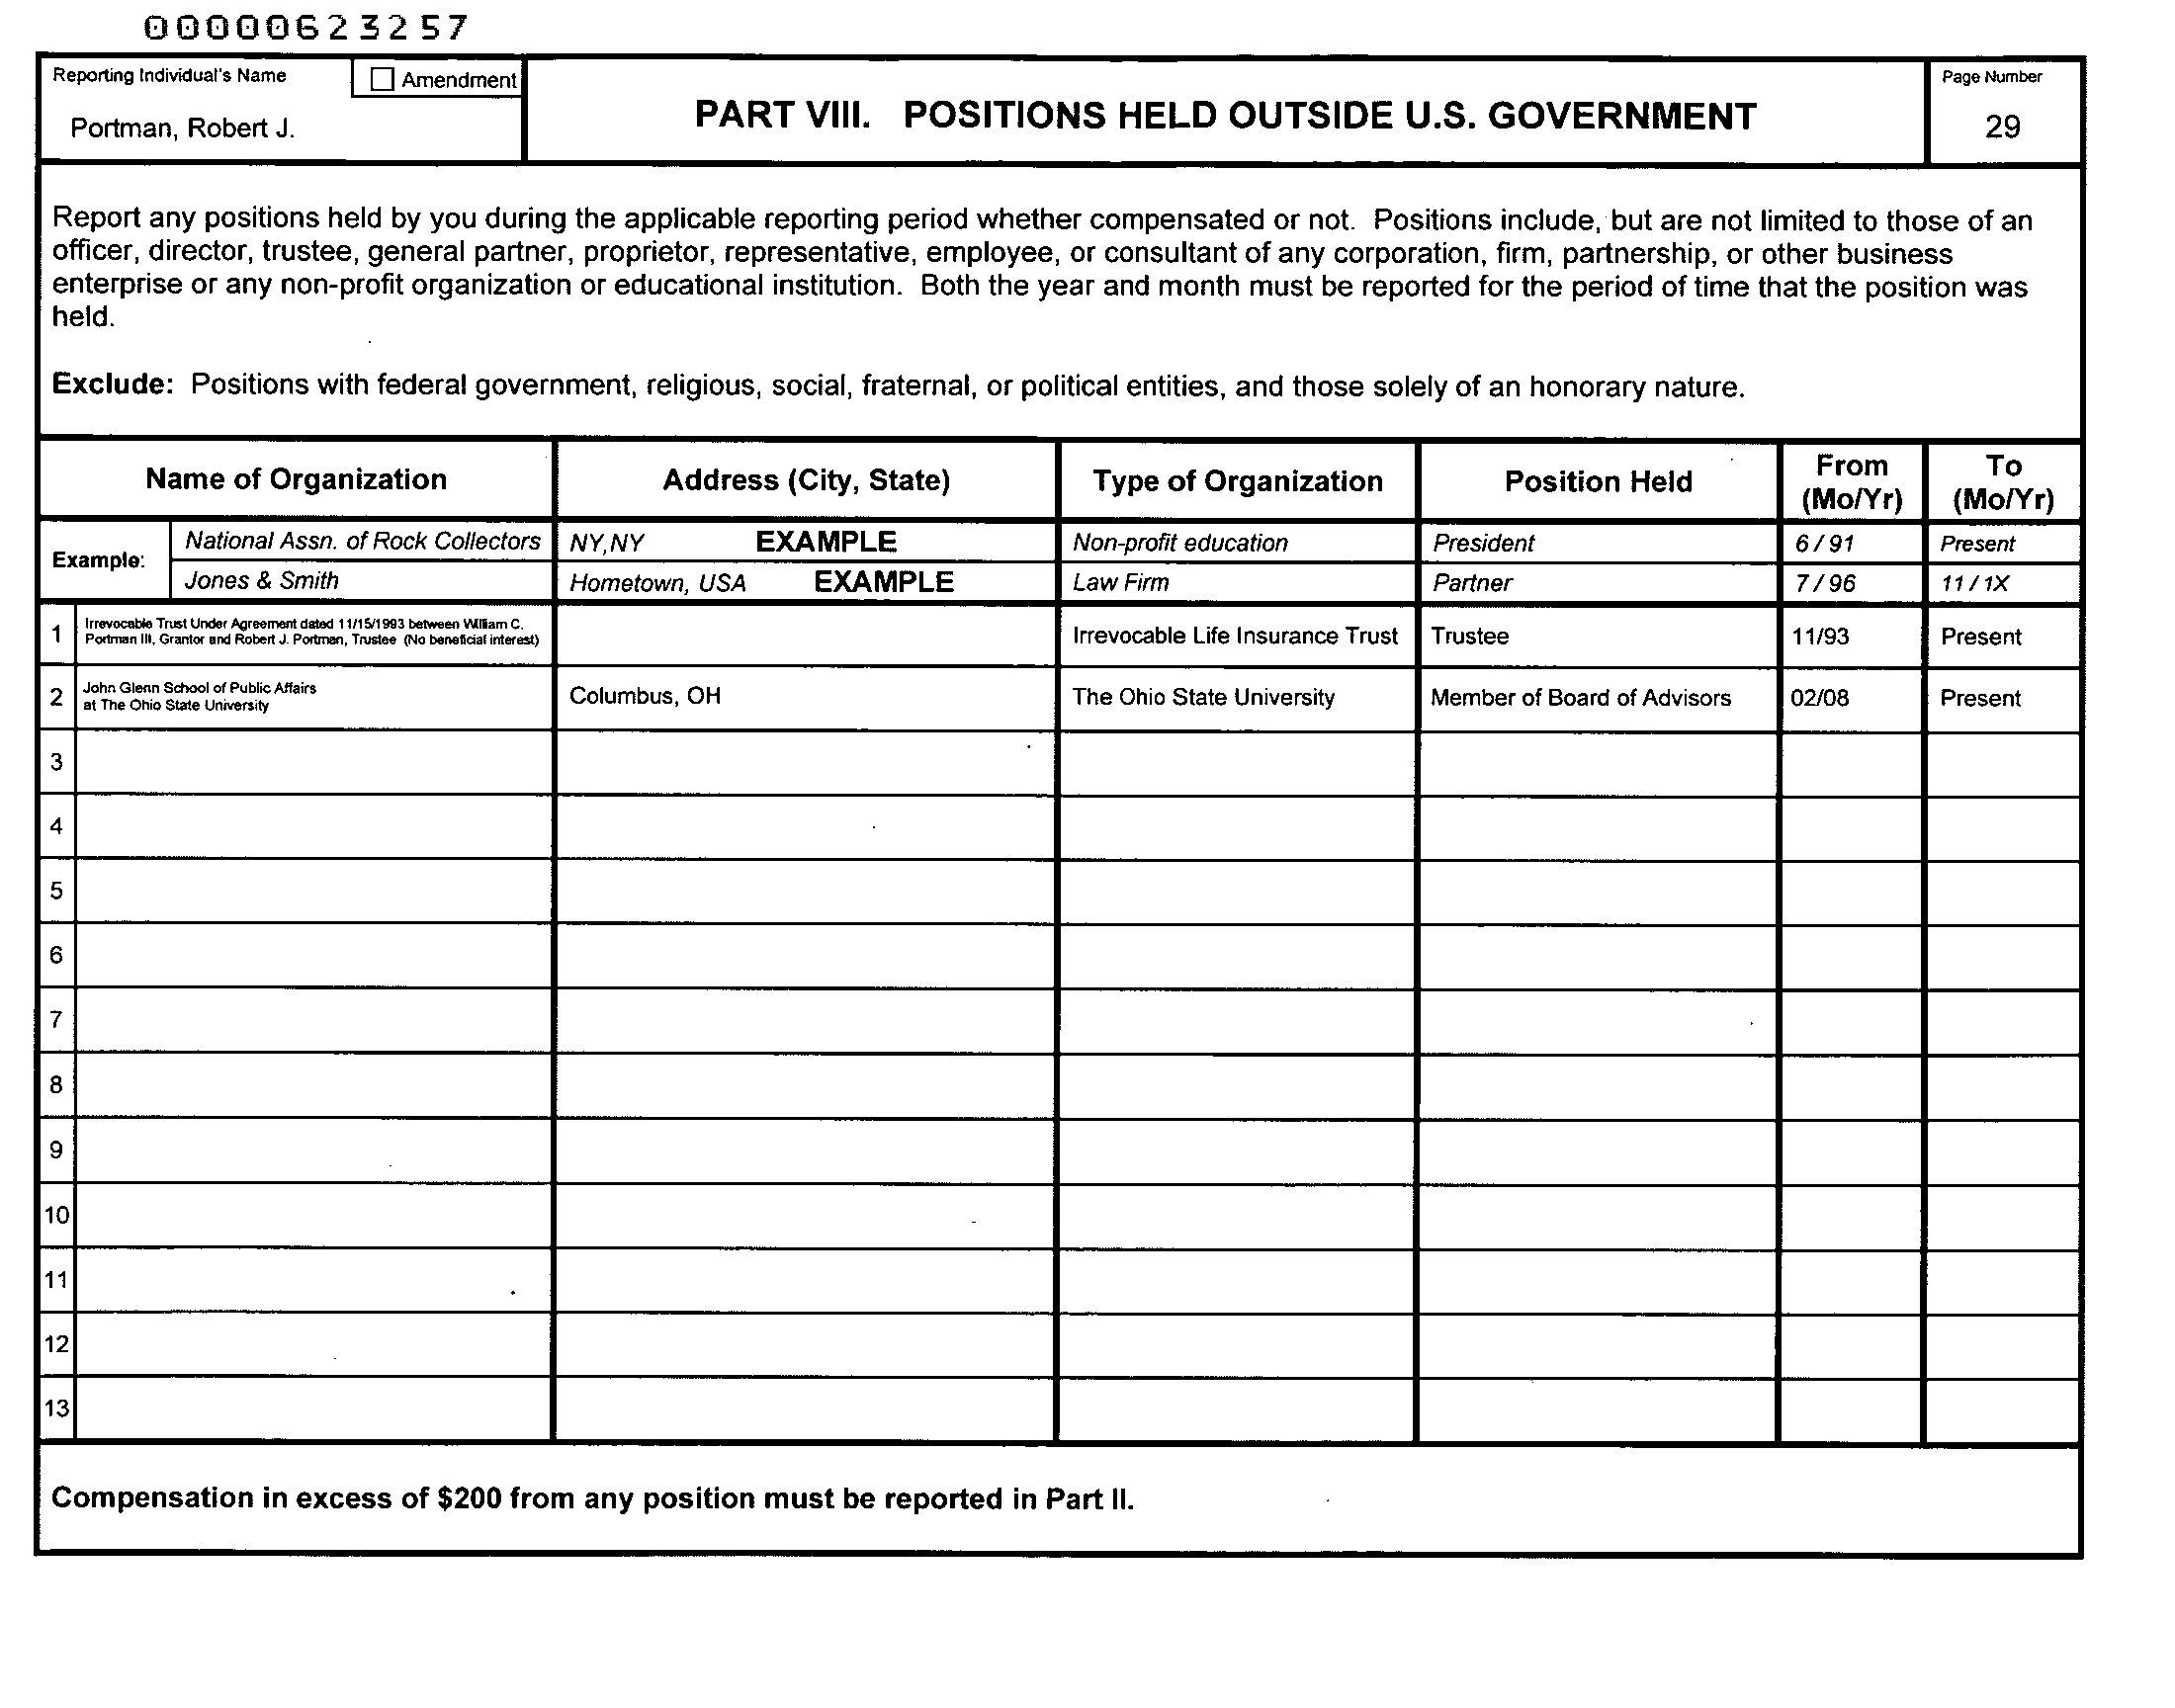 00000623257
Reporting Individual's Name
Amendment
Portman, Robert J.
PART VIII. POSITIONS HELD OUTSIDE U.S. GOVERNMENT
Page Number
29
Report any positions held by you during the applicable reporting period whether compensated or not. Positions include, but are not limited to those of an
officer, director, trustee, general partner, proprietor, representative, employee, or consultant of any corporation, firm, partnership, or other business
enterprise or any non-profit organization or educational institution. Both the year and month must be reported for the period of time that the position was
held.
Exclude: Positions with federal government, religious, social, fraternal, or political entities, and those solely of an honorary nature.
Name of Organization Address (City, State) Type of Organization Position Held From (Mo/Yr) To (Mo/Yr)
Example:
National Assn. of Rock Collectors NY, NY EXAMPLE Non-profit education President 6 / 91 Present
Jones & Smith Hometown, USA EXAMPLE Law Firm Partner 7 / 96 11 / 1X
1 Irrevocable Trust Under Agreement dated 11/15/1993 between William C.
Portman III, Grantor and Robert J. Portman, Trustee (No beneficial interest)
Irrevocable Life Insurance Trust Trustee 11/93 Present
2 John Glenn School of Public Affairs
at The Ohio State University
Columbus, OH The Ohio State University Member of Board of Advisors 02/08 Present
3
4
5
6
7
8
9
10
11
12
13
Compensation in excess of $200 from any position must be reported in Part II.